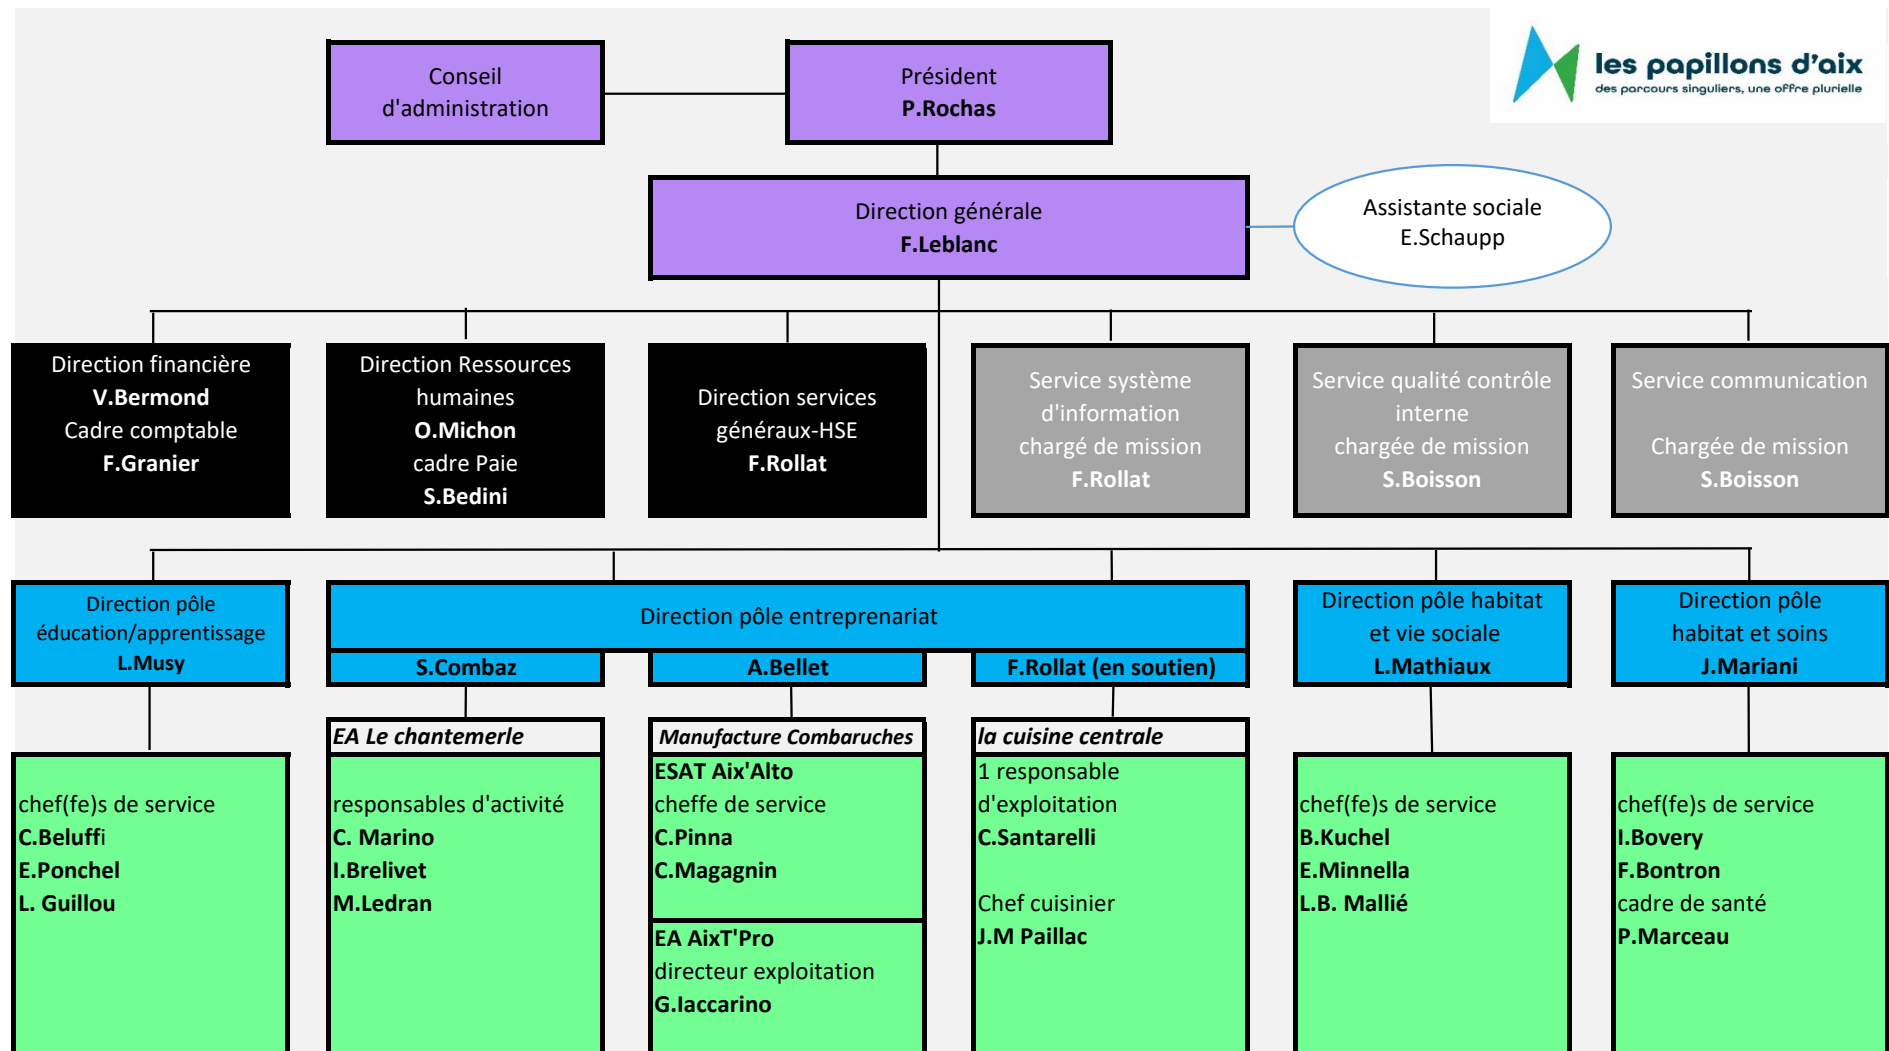 les papillons d'aix
des parcours singuliers, une offre plurielle
Conseil
d'administration
Président
P.Rochas
Direction générale
F.Leblanc
Assistante sociale
E.Schaupp
Direction financière
V.Bermond
Cadre comptable
F.Granier
Direction Ressources
humaines
O.Michon
cadre Paie
S.Bedini
Direction services
généraux-HSE
F.Rollat
Service système
d'information
chargé de mission
F.Rollat
Service qualité contrôle
interne
chargée de mission
S.Boisson
Service communication
Chargée de mission
S.Boisson
Direction pôle
éducation/apprentissage
L.Musy
Direction pôle entreprenariat
S.Combaz
A.Bellet
F.Rollat (en soutien)
Direction pôle habitat
et vie sociale
L.Mathiaux
Direction pôle
habitat et soins
J.Mariani
chef(fe)s de service
C.Beluffi
E.Ponchel
L. Guillou
EA Le chantemerle
responsables d'activité
C. Marino
I.Brelivet
M.Ledran
Manufacture Combaruches
ESAT Aix'Alto
cheffe de service
C.Pinna
C.Magagnin
EA AixT'Pro
directeur exploitation
G.Iaccarino
la cuisine centrale
1 responsable
d'exploitation
C.Santarelli
Chef cuisinier
J.M Paillac
chef(fe)s de service
B.Kuchel
E.Minnella
L.B. Mallié
chef(fe)s de service
I.Bovery
F.Bontron
cadre de santé
P.Marceau